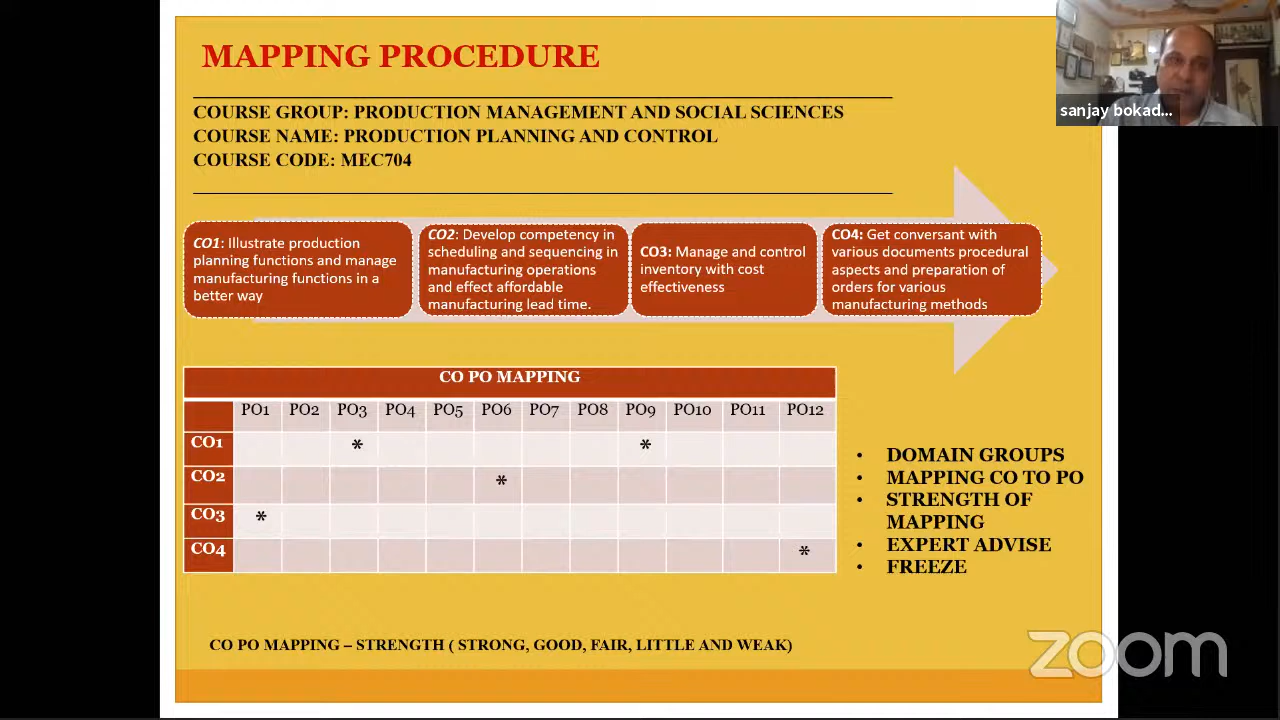 MAPPING PROCEDURE
sanjay bokad...
COURSE GROUP: PRODUCTION MANAGEMENT AND SOCIAL SCIENCES
COURSE NAME: PRODUCTION PLANNING AND CONTROL
COURSE CODE: MEC704
CO1: Illustrate production
planning functions and manage
manufacturing functions in a
better way
CO2: Develop competency in
scheduling and sequencing in
manufacturing operations
and effect affordable
manufacturing lead time.
CO3: Manage and control
inventory with cost
effectiveness
CO4: Get conversant with
various documents procedural
aspects and preparation of
orders for various
manufacturing methods
CO PO MAPPING
PO1 PO2 PO3 PO4 PO5 PO6 PO7 PO8 PO9 PO10 PO11 PO12
CO1 * *
CO2 *
CO3 *
CO4 *
• DOMAIN GROUPS
• MAPPING CO TO PO
• STRENGTH OF
MAPPING
• EXPERT ADVISE
• FREEZE
CO PO MAPPING – STRENGTH ( STRONG, GOOD, FAIR, LITTLE AND WEAK)
zoom